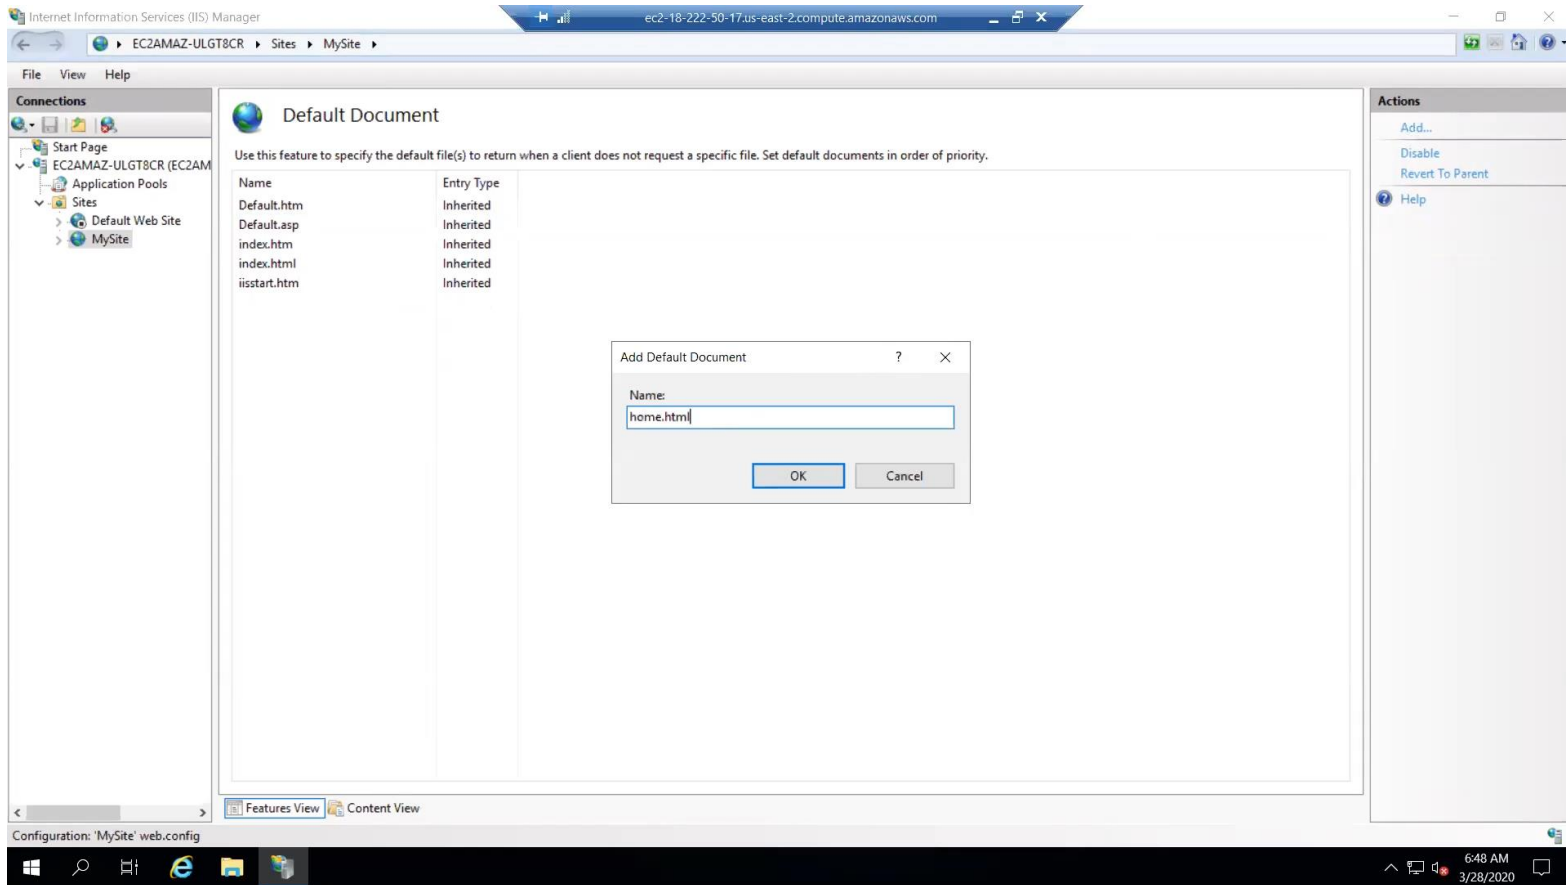 Internet Information Services (IIS) Manager
ec2-18-222-50-17.us-east-2.compute.amazonaws.com
EC2AMAZ-ULGT8CR Sites MySite
File View Help
Connections
Start Page
EC2AMAZ-ULGT8CR (EC2AM
Application Pools
Sites
Default Web Site
MySite
Default Document
Use this feature to specify the default file(s) to return when a client does not request a specific file. Set default documents in order of priority.
Name Entry Type
Default.htm Inherited
Default.asp Inherited
index.htm Inherited
index.html Inherited
iisstart.htm Inherited
Add Default Document ?
Name:
home.html
OK Cancel
Actions
Add...
Disable
Revert To Parent
Help
Features View Content View
Configuration: 'MySite' web.config
6:48 AM
3/28/2020